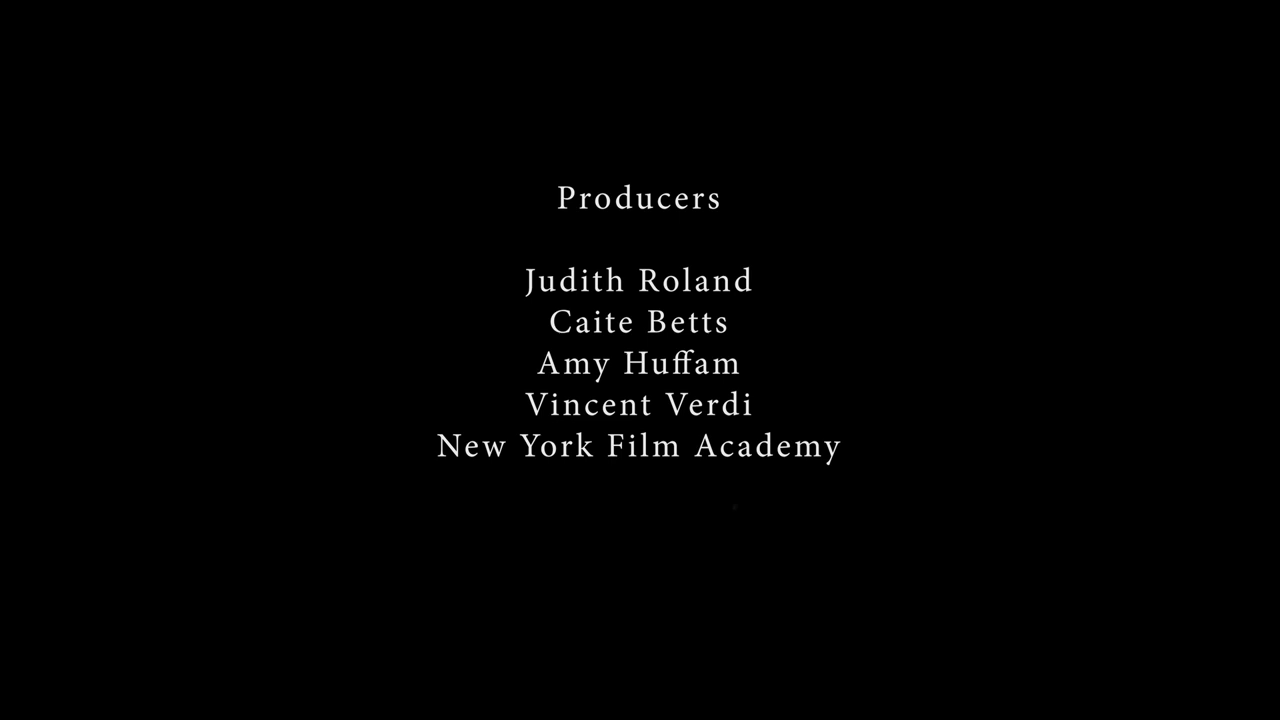 Producers
Judith Roland
Caite Betts
Amy Huffam
Vincent Verdi
New York Film Academy